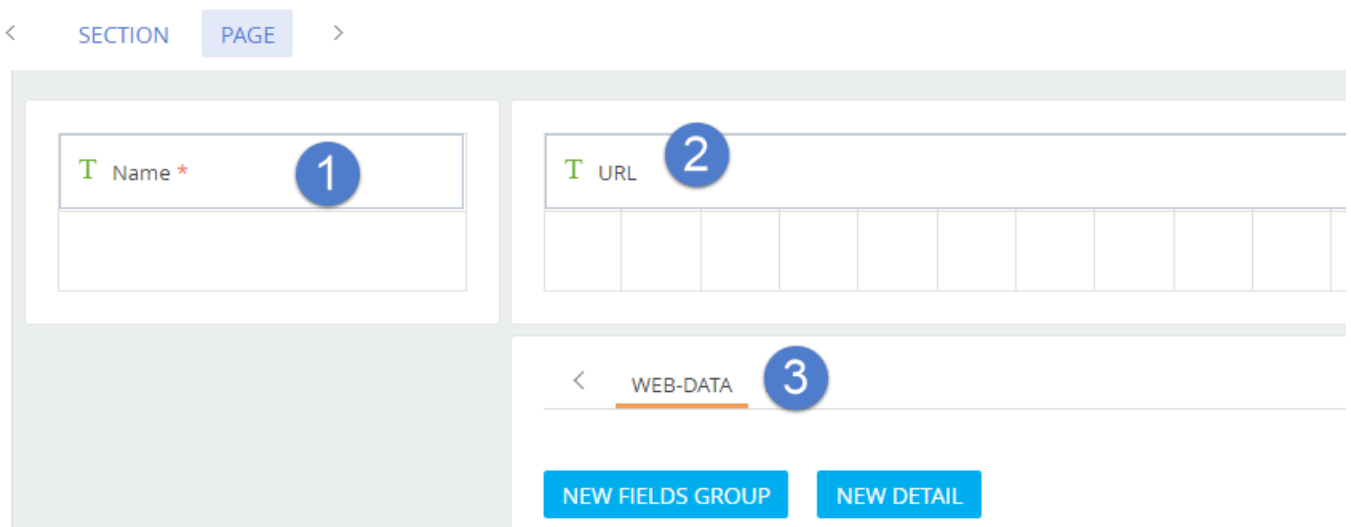 SECTION PAGE
T Name * 1
T URL 2
WEB-DATA 3
NEW FIELDS GROUP NEW DETAIL